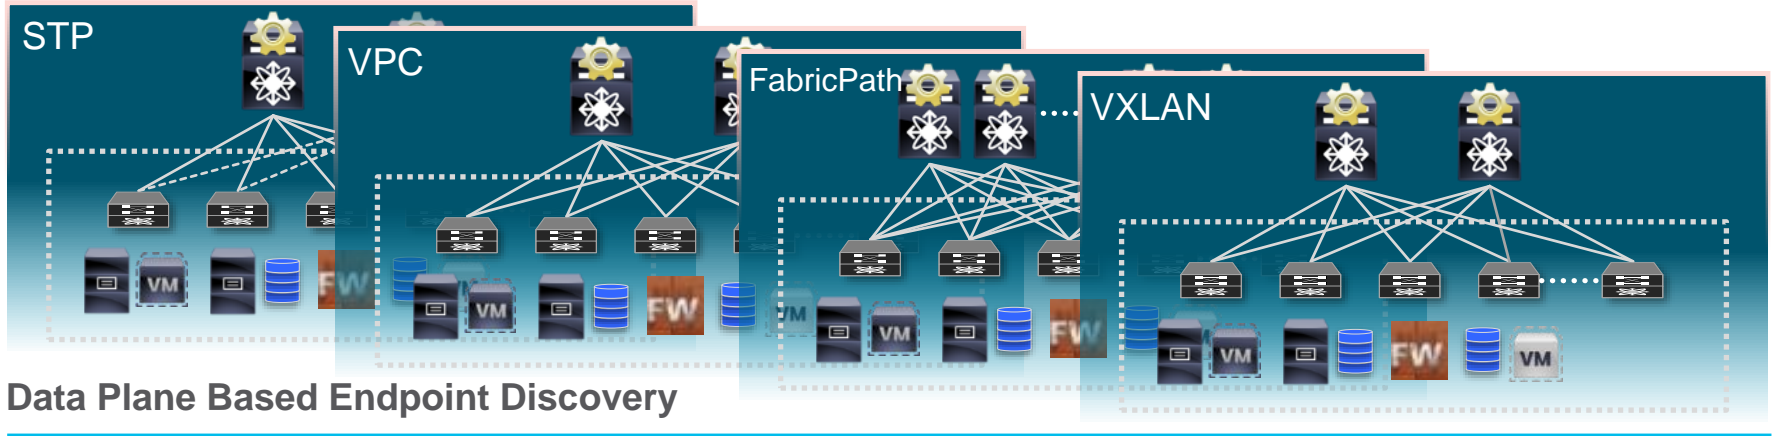 STP
VPC
FabricPath
VXLAN
VM
FW
VM
FW
VM
VM
FW
VM
FW
VM
Data Plane Based Endpoint Discovery